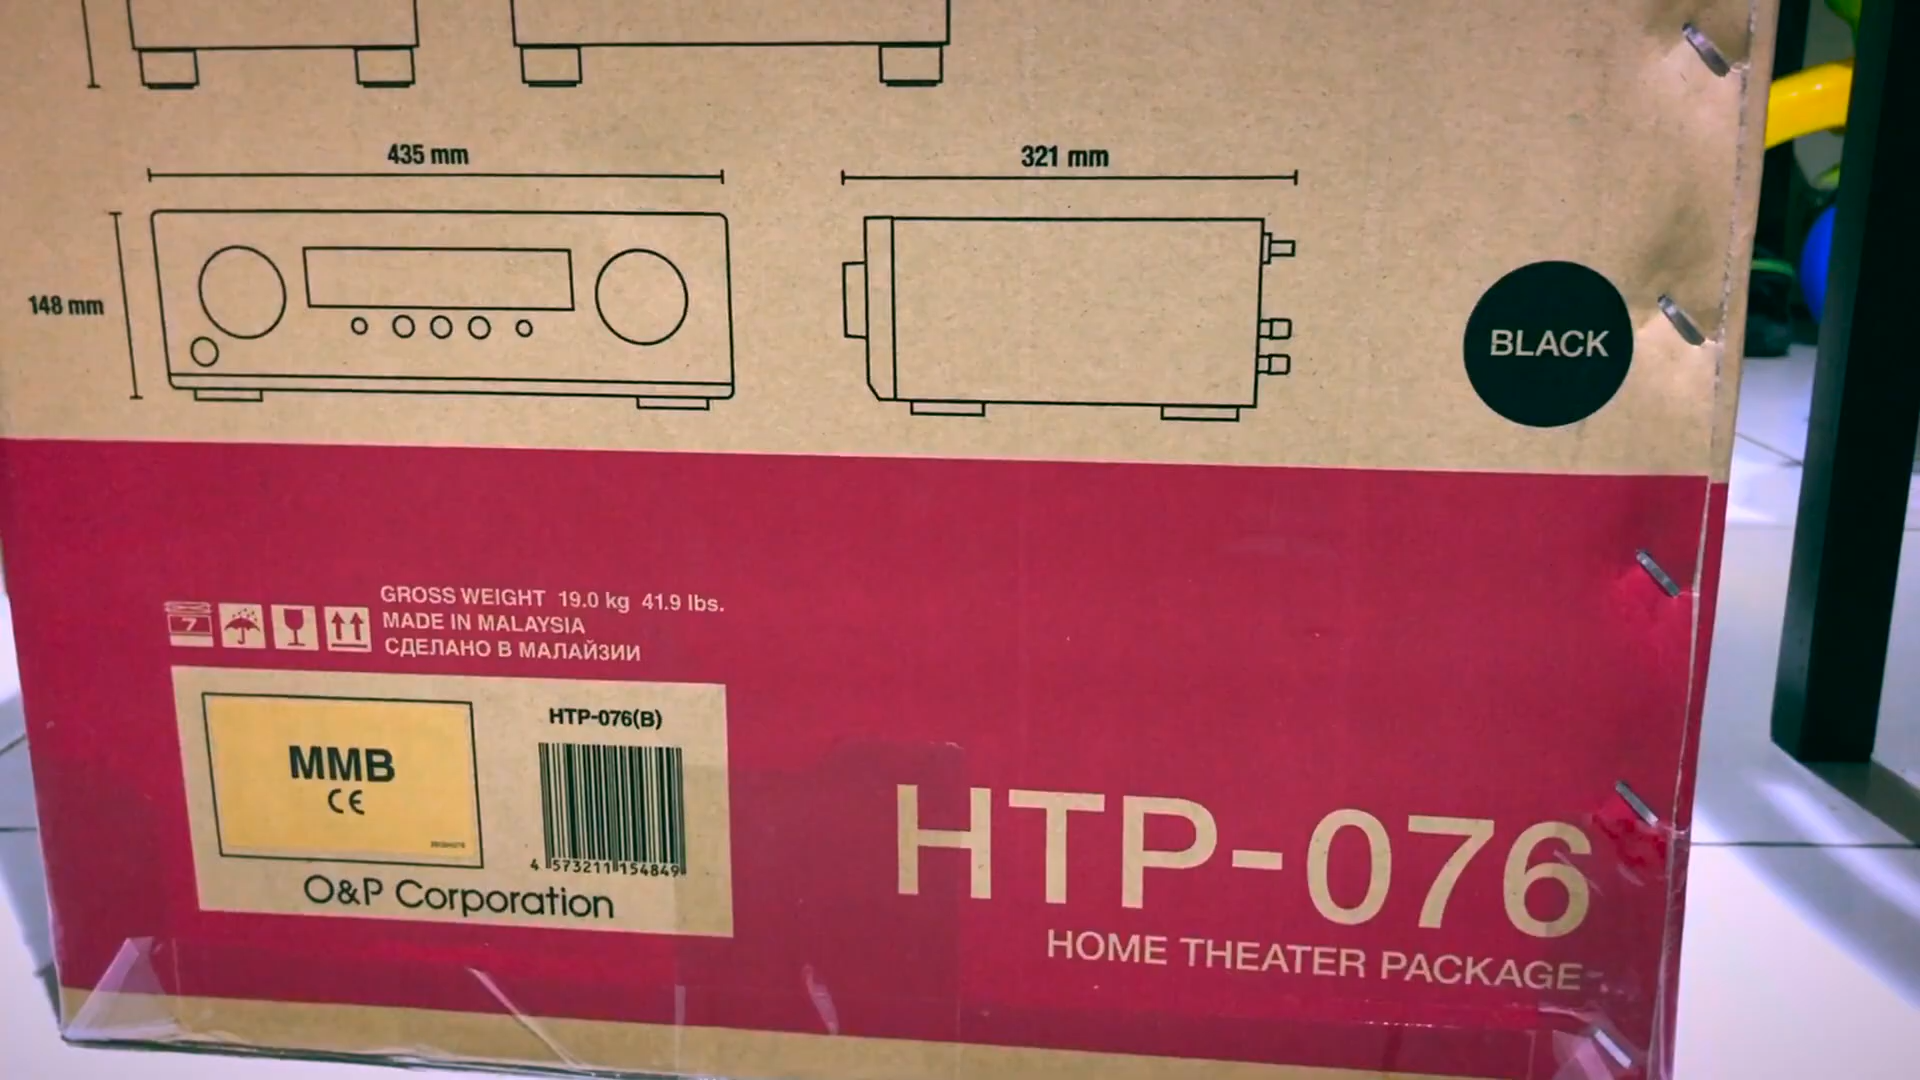 435 mm
321 mm
148 mm
BLACK
GROSS WEIGHT 19.0 kg 41.9 lbs.
MADE IN MALAYSIA
СДЕЛАНО В МАЛАЙЗИИ
7
MMB
CE
HTP-076(B)
4 573211 154849
O&P Corporation
HTP-076
HOME THEATER PACKAGE